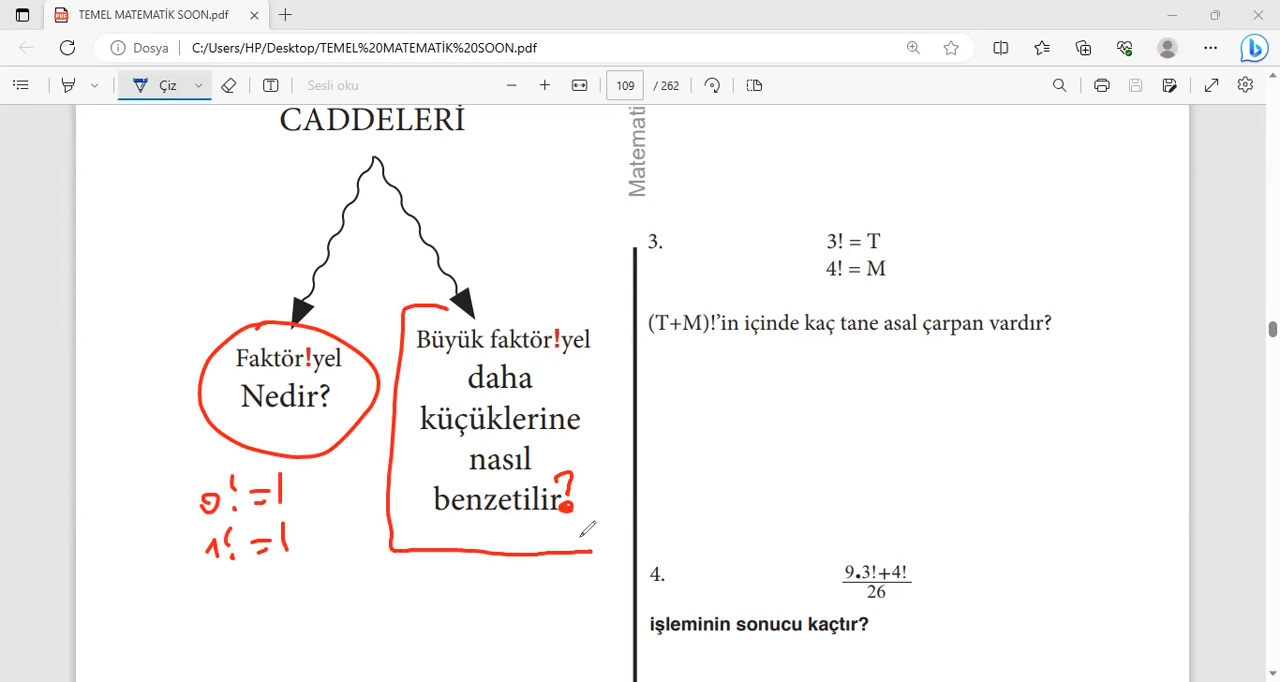 TEMEL MATEMATİK SOON.pdf
Dosya
C:/Users/HP/Desktop/TEMEL%20MATEMATİK%20SOON.pdf
Çiz
Sesli oku
109 / 262
CADDELERİ
Faktör!yel
Nedir?
0! = 1
1! = 1
Büyük faktör!yel
daha
küçüklerine
nasıl
benzetilir?
Matemati
3.
3! = T
4! = M
(T+M)!'in içinde kaç tane asal çarpan vardır?
4.
9.3!+4!
26
işleminin sonucu kaçtır?